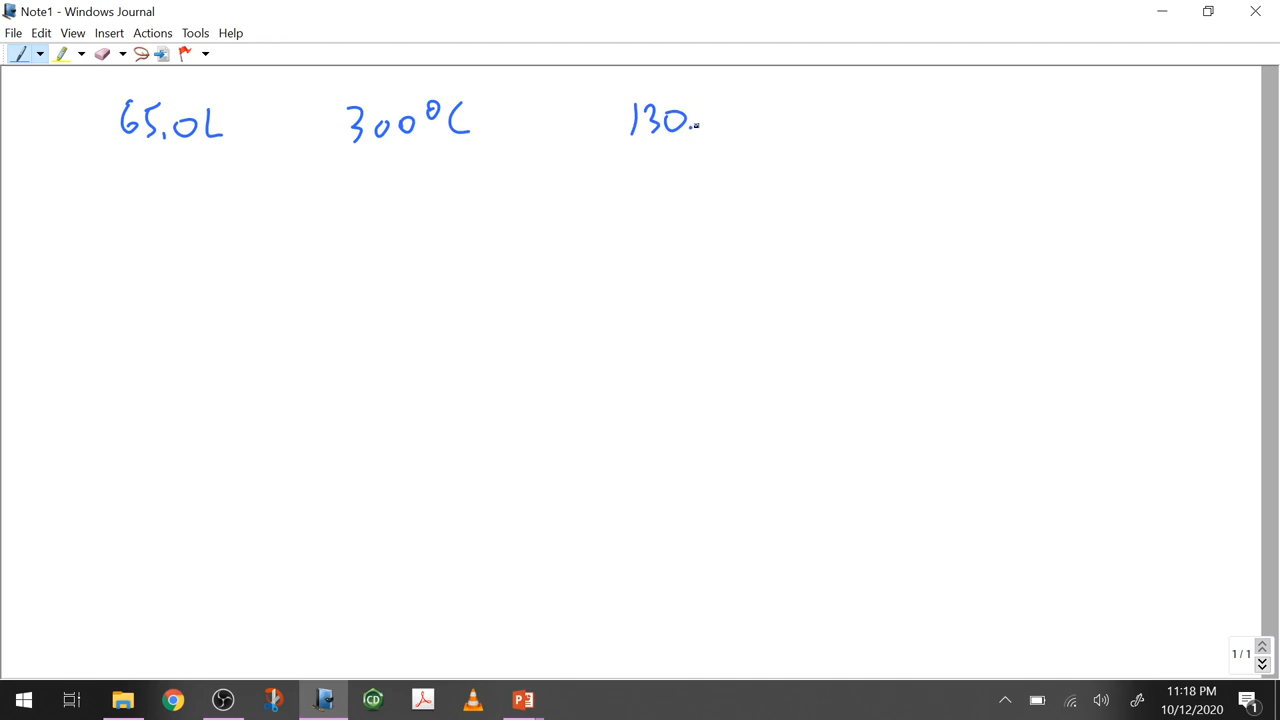 Note1 - Windows Journal
File Edit View Insert Actions Tools Help
65.0L 300°C 130.
1 / 1
11:18 PM
10/12/2020